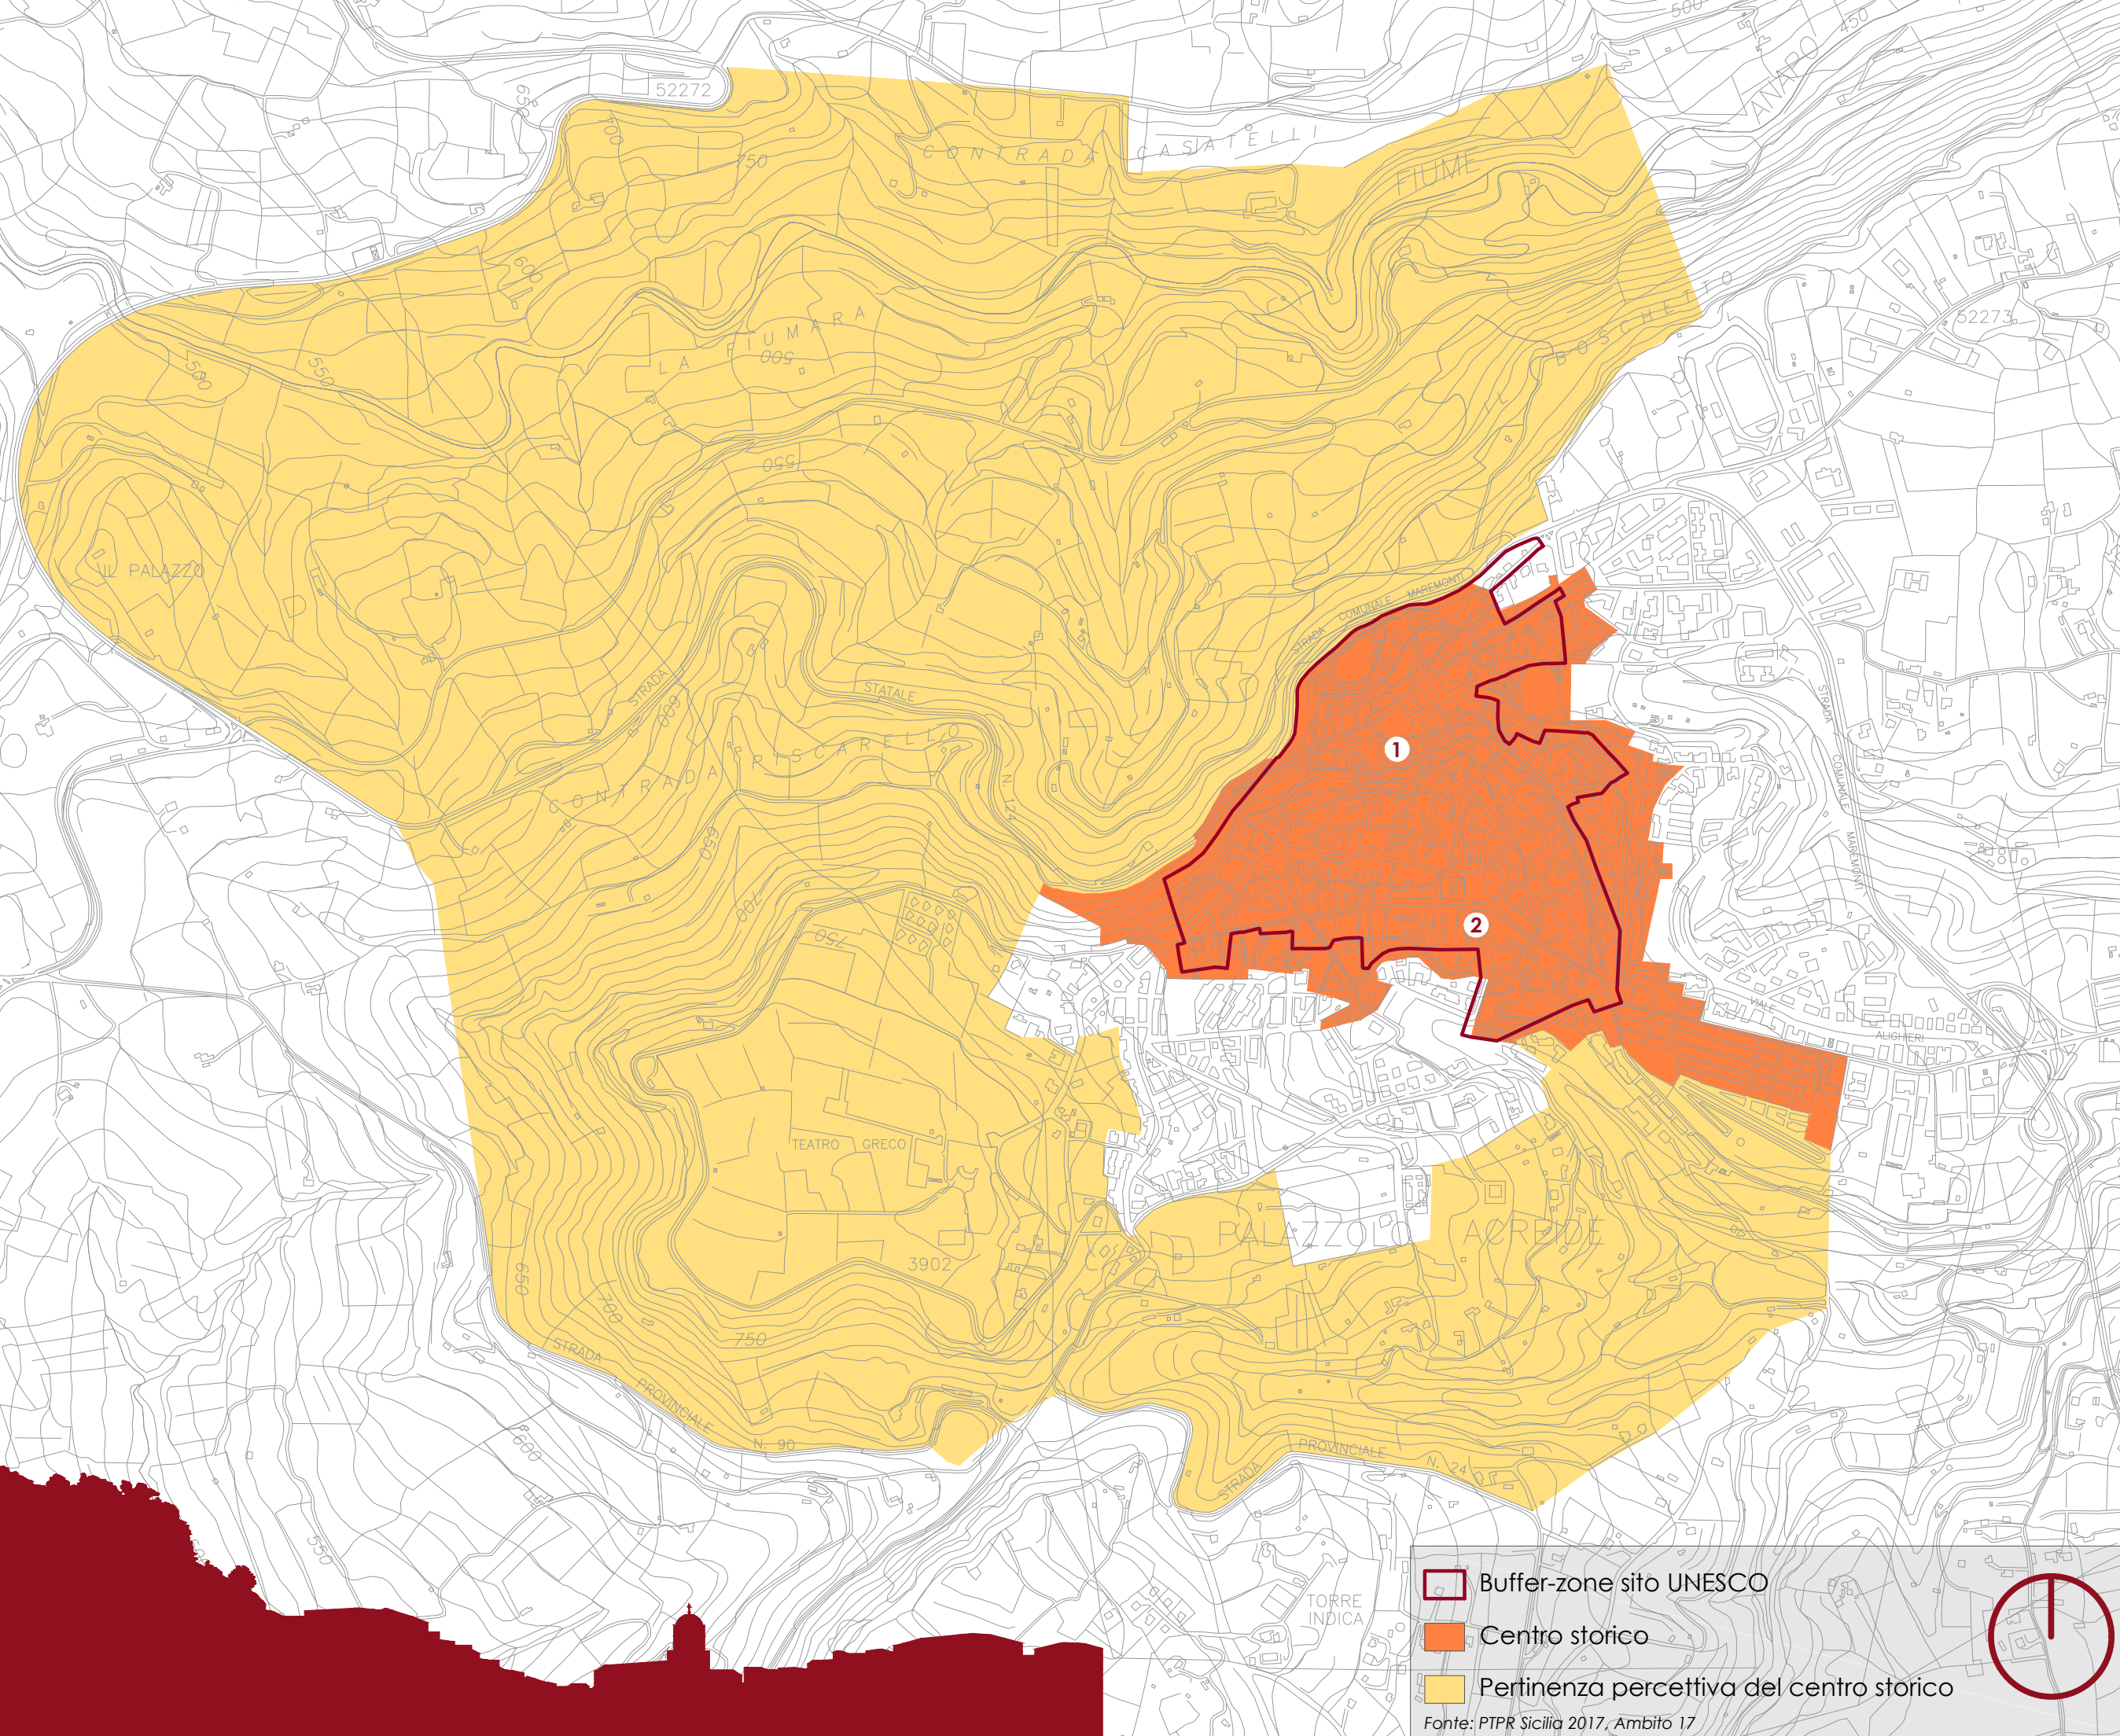 500
450
ANAPO
52272
650
700
750
CONTRADA CASATELLI
FIUME
600
500
550
LA FIUMARA
500
IL BOSCHETTO
52273
550
IL PALAZZO
STRADA COMUNALE MAREMONTI
STRADA STATALE N. 124
600
CONTRADA PISCARELLO
650
700
750
1
2
STRADA COMUNALE MAREMONTI
VIALE ALIGHIERI
TEATRO GRECO
3902
PALAZZOLO ACREIDE
650
700
750
STRADA PROVINCIALE N. 90
STRADA PROVINCIALE N. 24
600
550
TORRE
INDICA
Buffer-zone sito UNESCO
Centro storico
Pertinenza percettiva del centro storico
Fonte: PTPR Sicilia 2017, Ambito 17